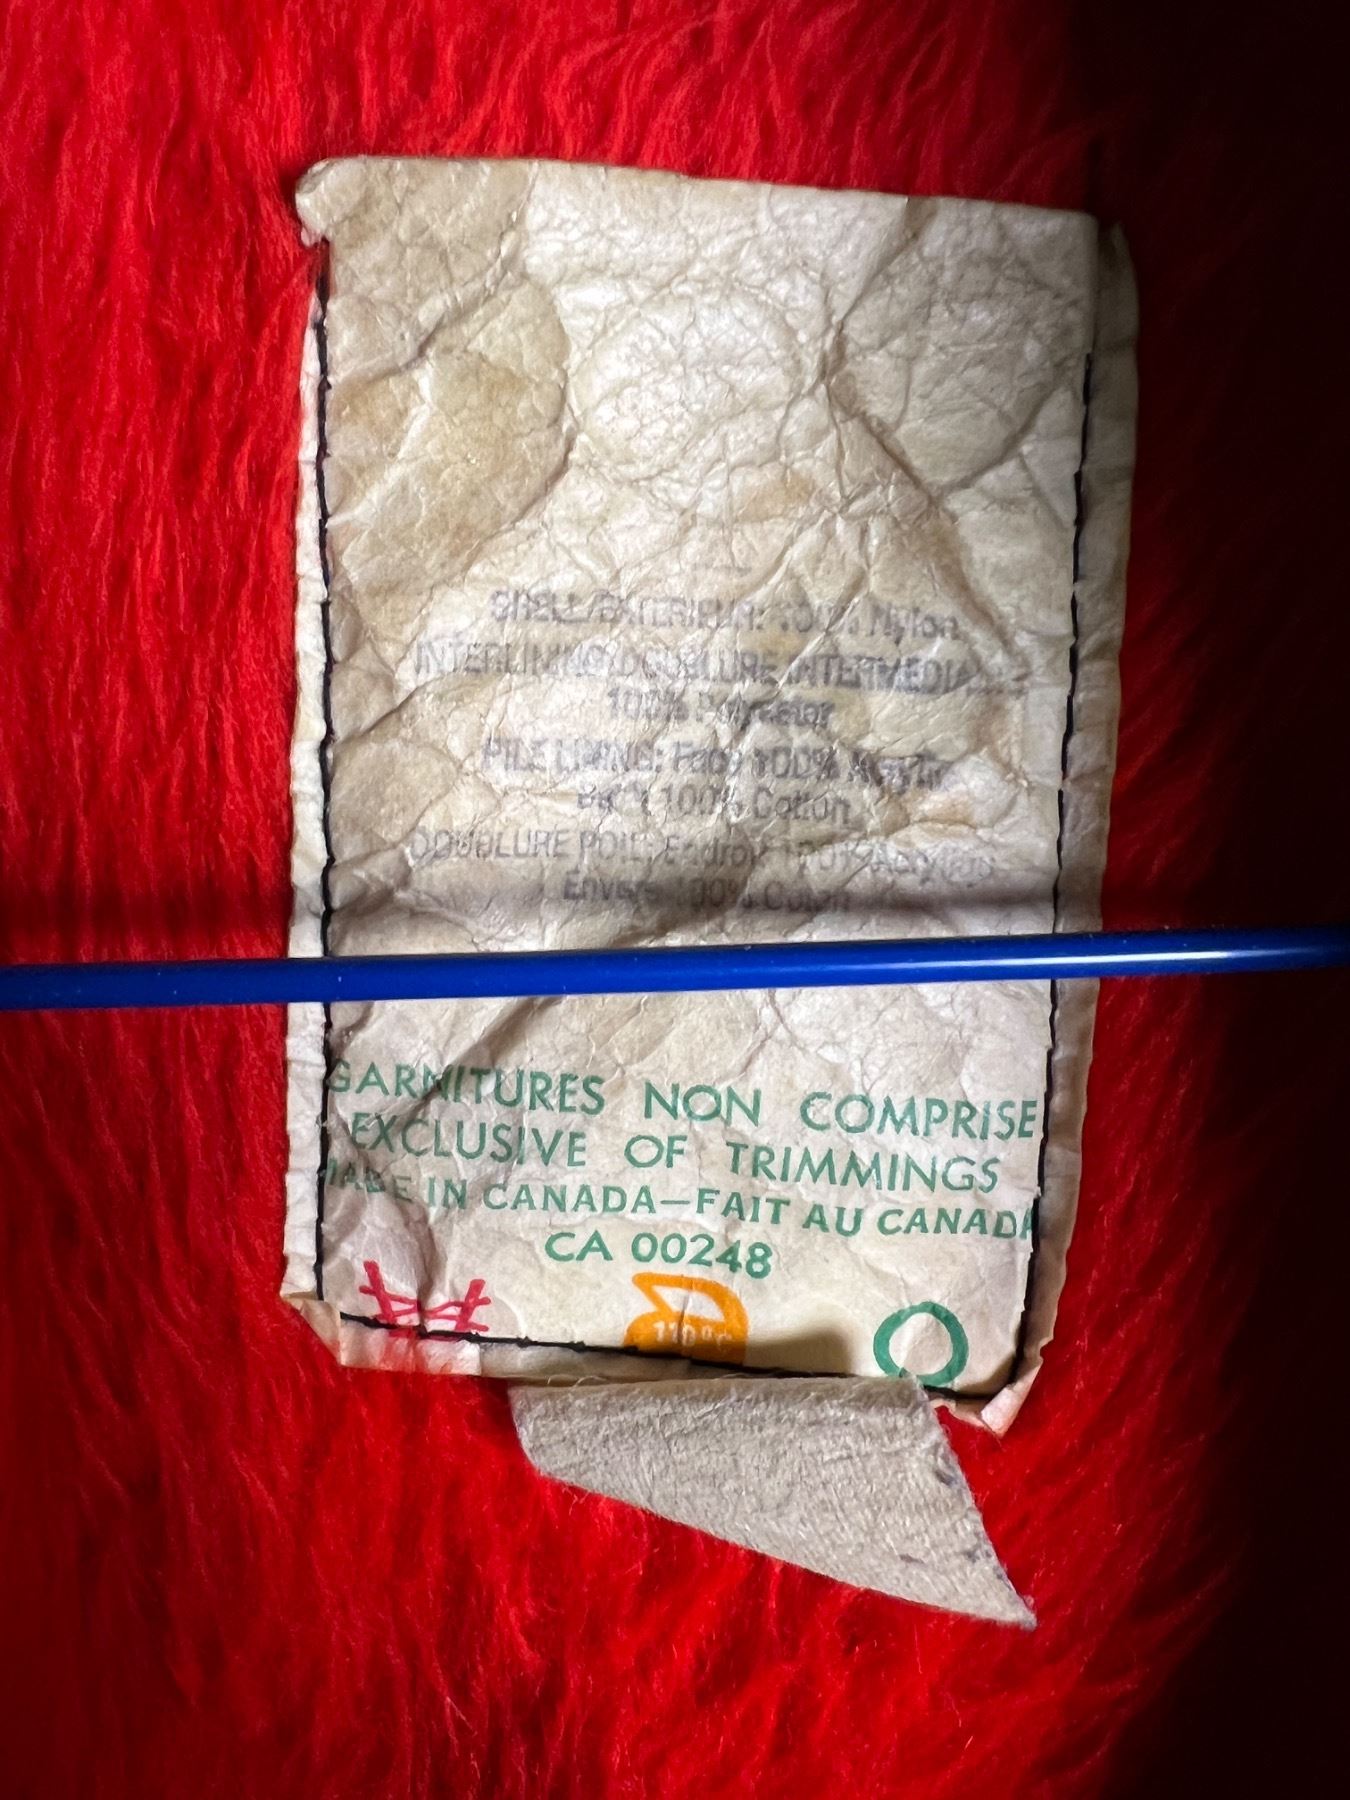 SHELL/EXTERIEUR: 100% Nylon
INTERLINING/DOUBLURE INTERMEDIA
100% Polyester
PILE LINING: Face 100% Acrylic
Back 100% Cotton
DOUBLURE POIL: Endroit 100% Acrylique
Envers 100% Coton
GARNITURES NON COMPRISE
EXCLUSIVE OF TRIMMINGS
MADE IN CANADA—FAIT AU CANADA
CA 00248
110°C